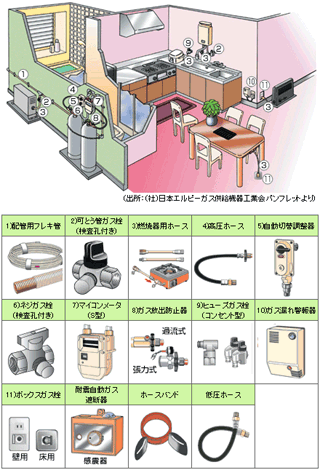 ⑨
②
③
③
②
⑩
⑪
①
④
⑦
②
③
⑤
⑥
⑧
③
⑪
(出所:(社)日本エルピーガス供給機器工業会パンフレットより)
1)配管用フレキ管
2)可とう管ガス栓
(検査孔付き)
3)燃焼器用ホース
4)高圧ホース
5)自動切替調整器
6)ネジガス栓
(検査孔付き)
7)マイコンメータ
(S型)
8)ガス放出防止器
過流式
張力式
9)ヒューズガス栓
(コンセント型)
10)ガス漏れ警報器
11)ボックスガス栓
壁用
床用
耐震自動ガス
遮断器
感震器
ホースバンド
低圧ホース